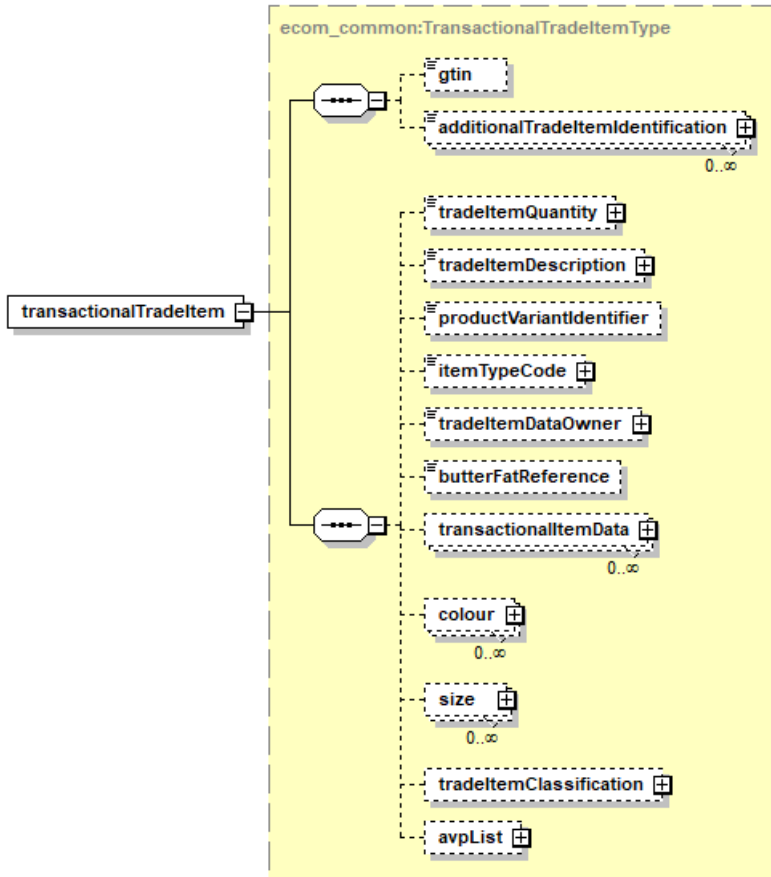 ecom_common:TransactionalTradeItemType
gtin
additionalTradeItemIdentification
0..∞
tradeItemQuantity
tradeItemDescription
transactionalTradeItem
productVariantIdentifier
itemTypeCode
tradeItemDataOwner
butterFatReference
transactionalItemData
0..∞
colour
0..∞
size
0..∞
tradeItemClassification
avpList